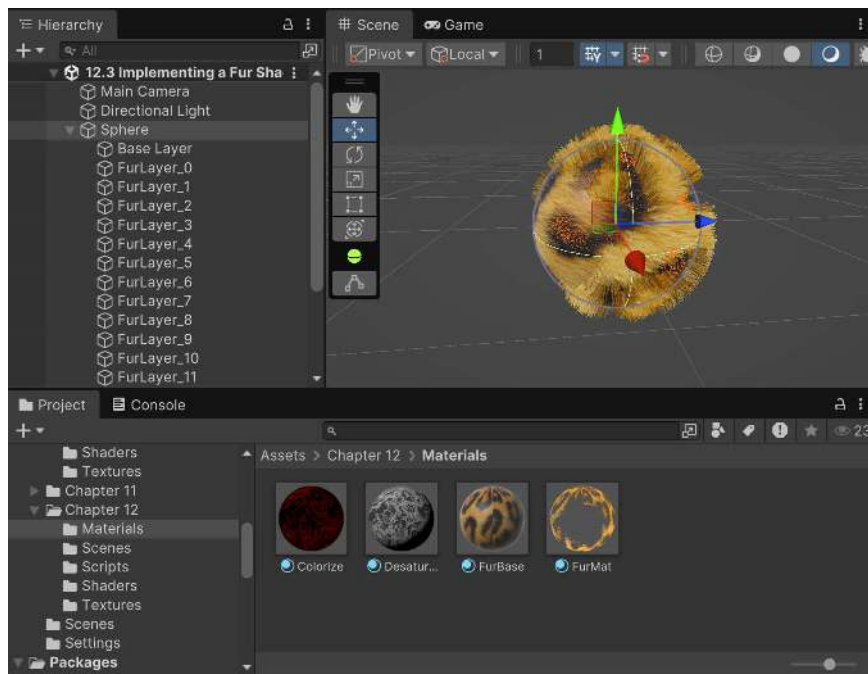 Hierarchy
All
12.3 Implementing a Fur Sha
Main Camera
Directional Light
Sphere
Base Layer
FurLayer_0
FurLayer_1
FurLayer_2
FurLayer_3
FurLayer_4
FurLayer_5
FurLayer_6
FurLayer_7
FurLayer_8
FurLayer_9
FurLayer_10
FurLayer_11
Scene Game
Pivot Local 1
Project Console
23
Shaders
Textures
Chapter 11
Chapter 12
Materials
Scenes
Scripts
Shaders
Textures
Scenes
Settings
Packages
Assets > Chapter 12 > Materials
Colorize Desatur... FurBase FurMat